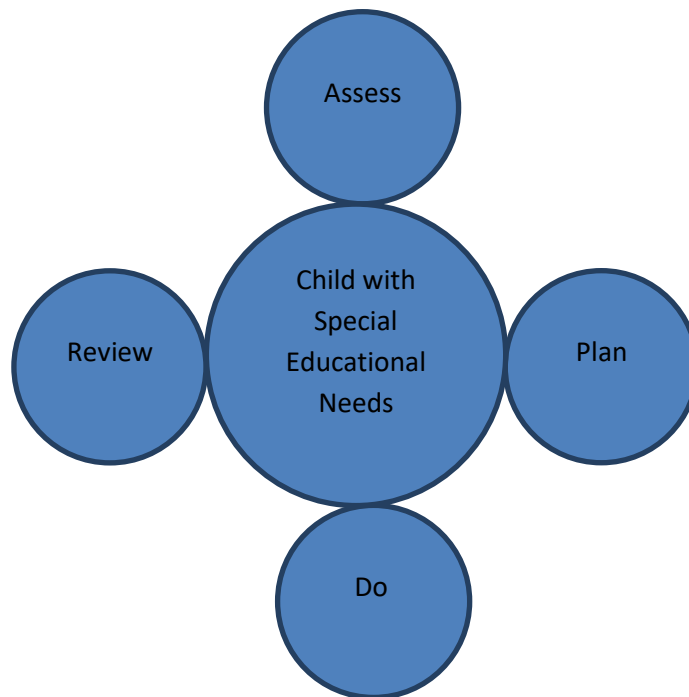 Assess
Child with
Special
Educational
Needs
Review
Plan
Do